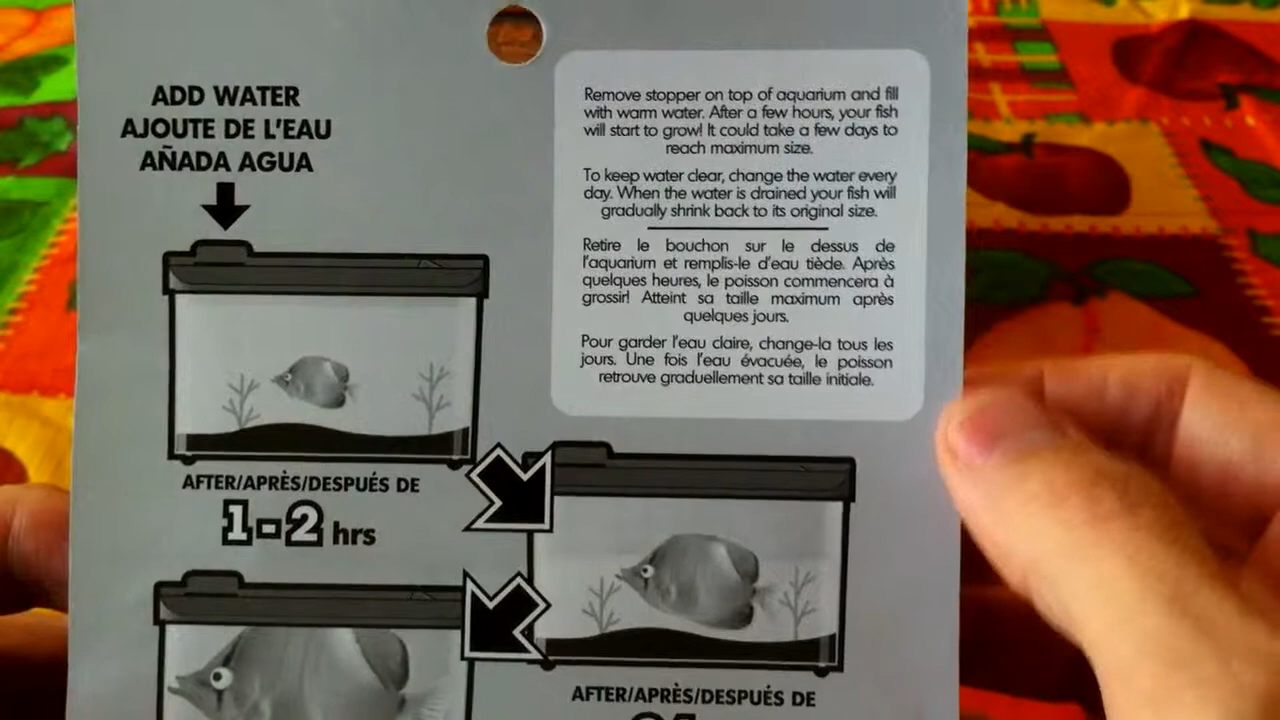 ADD WATER
AJOUTE DE L'EAU
AÑADA AGUA
Remove stopper on top of aquarium and fill
with warm water. After a few hours, your fish
will start to grow! It could take a few days to
reach maximum size.
To keep water clear, change the water every
day. When the water is drained your fish will
gradually shrink back to its original size.
Retire le bouchon sur le dessus de
l'aquarium et remplis-le d'eau tiède. Après
quelques heures, le poisson commencera à
grossir! Atteint sa taille maximum après
quelques jours.
Pour garder l'eau claire, change-la tous les
jours. Une fois l'eau évacuée, le poisson
retrouve graduellement sa taille initiale.
AFTER/APRÈS/DESPUÉS DE
1-2 hrs
AFTER/APRÈS/DESPUÉS DE